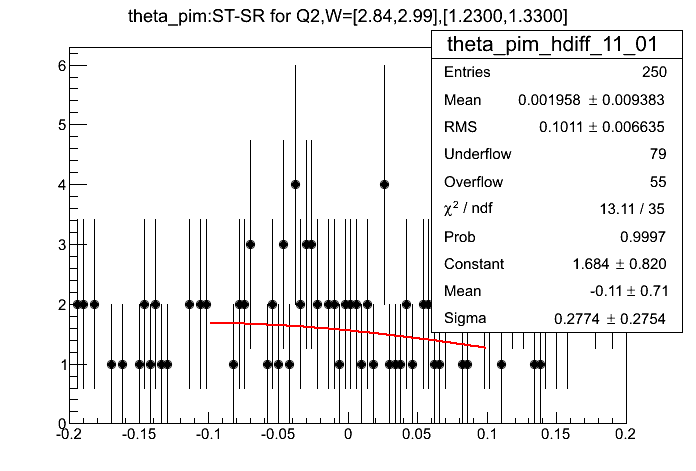 theta_pim:ST-SR for Q2,W=[2.84,2.99],[1.2300,1.3300]
theta_pim_hdiff_11_01
Entries 250
Mean 0.001958 ± 0.009383
RMS 0.1011 ± 0.006635
Underflow 79
Overflow 55
χ² / ndf 13.11 / 35
Prob 0.9997
Constant 1.684 ± 0.820
Mean -0.11 ± 0.71
Sigma 0.2774 ± 0.2754
6
5
4
3
2
1
0
-0.2 -0.15 -0.1 -0.05 0 0.05 0.1 0.15 0.2